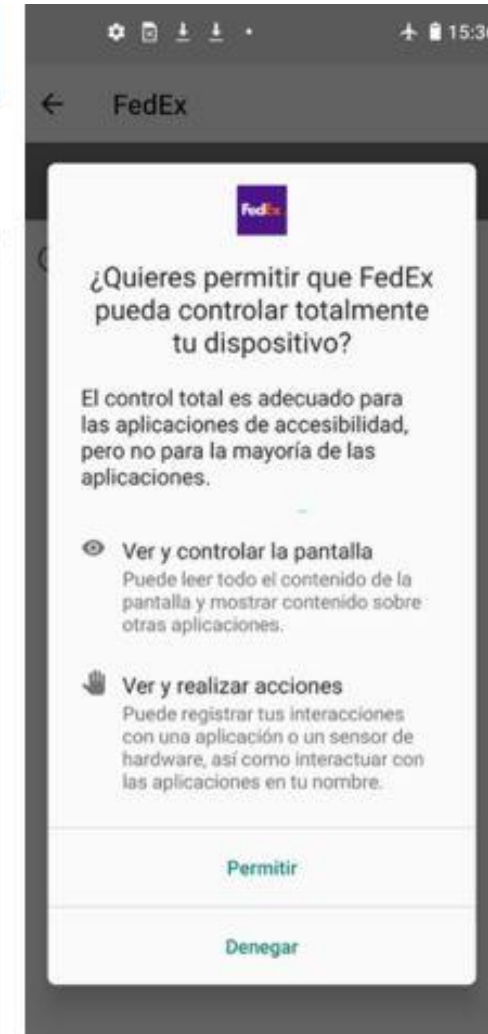 15:36
FedEx
FedEx
¿Quieres permitir que FedEx
pueda controlar totalmente
tu dispositivo?
El control total es adecuado para
las aplicaciones de accesibilidad,
pero no para la mayoría de las
aplicaciones.
Ver y controlar la pantalla
Puede leer todo el contenido de la
pantalla y mostrar contenido sobre
otras aplicaciones.
Ver y realizar acciones
Puede registrar tus interacciones
con una aplicación o un sensor de
hardware, así como interactuar con
las aplicaciones en tu nombre.
Permitir
Denegar